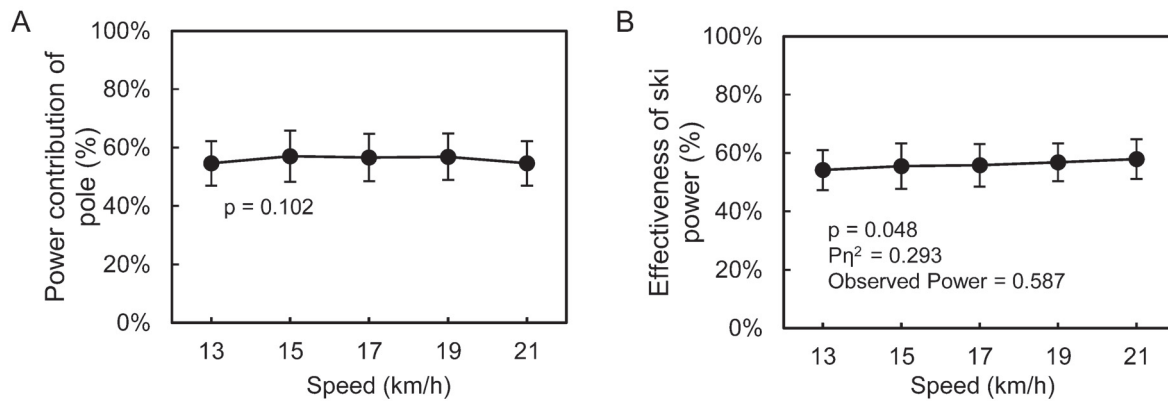 A
Power contribution of
pole (%)
100%
80%
60%
40%
20%
0%
p = 0.102
13 15 17 19 21
Speed (km/h)
B
Effectiveness of ski
power (%)
100%
80%
60%
40%
20%
0%
p = 0.048
Pη² = 0.293
Observed Power = 0.587
13 15 17 19 21
Speed (km/h)